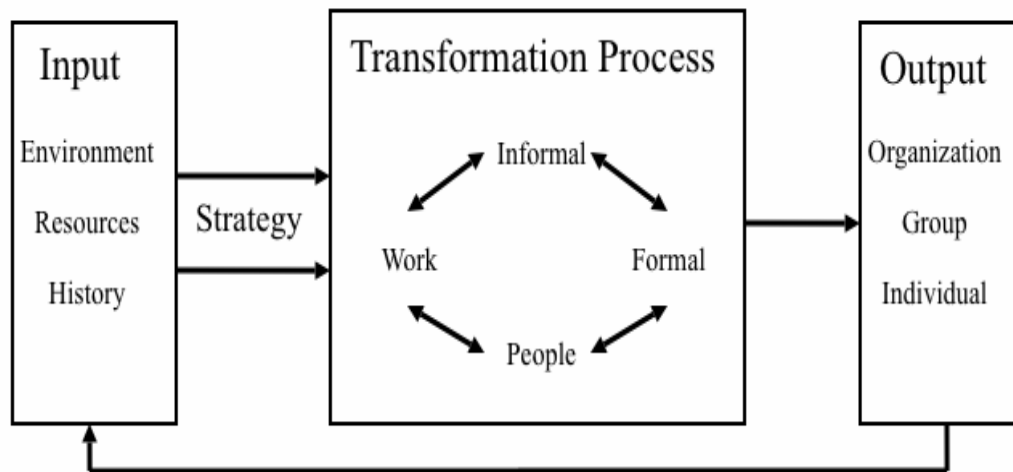 Input
Environment
Resources
History
Strategy
Transformation Process
Informal
Work
Formal
People
Output
Organization
Group
Individual